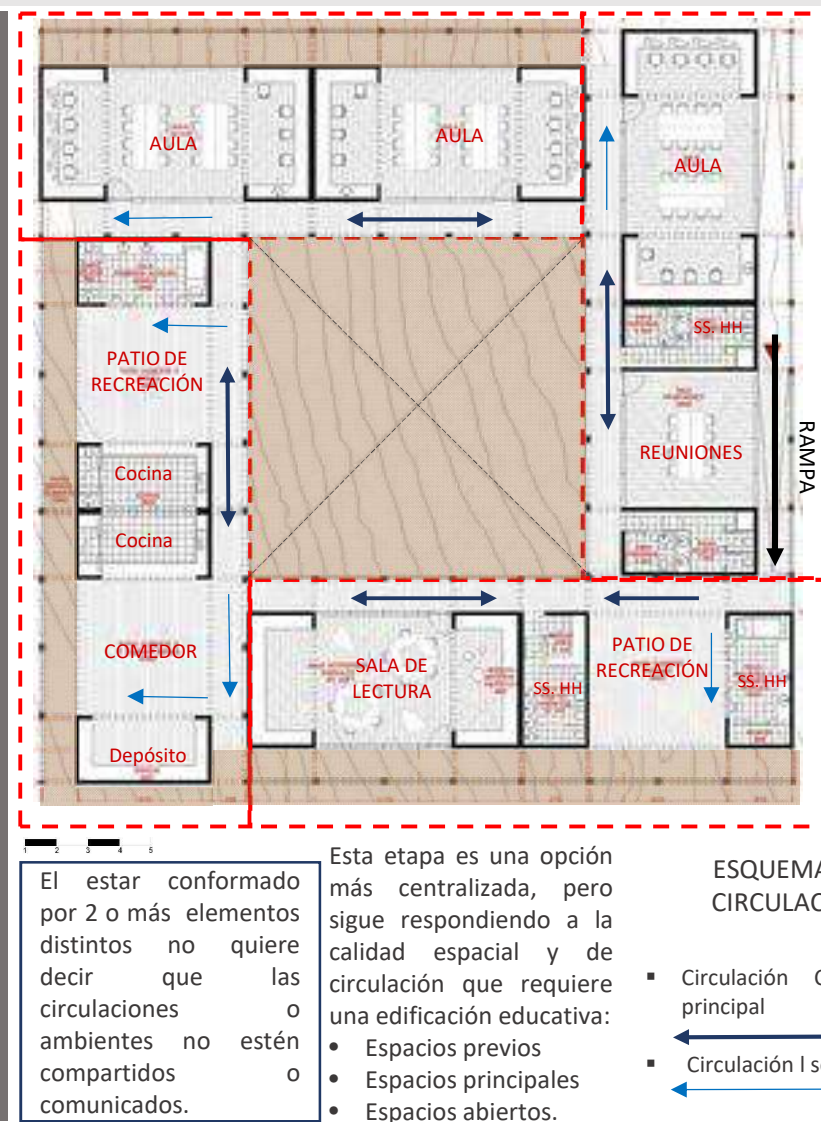 AULA
AULA
AULA
SS. HH
PATIO DE
RECREACIÓN
Cocina
Cocina
REUNIONES
RAMPA
COMEDOR
SALA DE
LECTURA
SS. HH
PATIO DE
RECREACIÓN
SS. HH
Depósito
1 2 3 4 5
El estar conformado
por 2 o más elementos
distintos no quiere
decir que las
circulaciones o
ambientes no estén
compartidos o
comunicados.
Esta etapa es una opción
más centralizada, pero
sigue respondiendo a la
calidad espacial y de
circulación que requiere
una edificación educativa:
• Espacios previos
• Espacios principales
• Espacios abiertos.
ESQUEMA
CIRCULAC
▪ Circulación C
principal
▪ Circulación l s